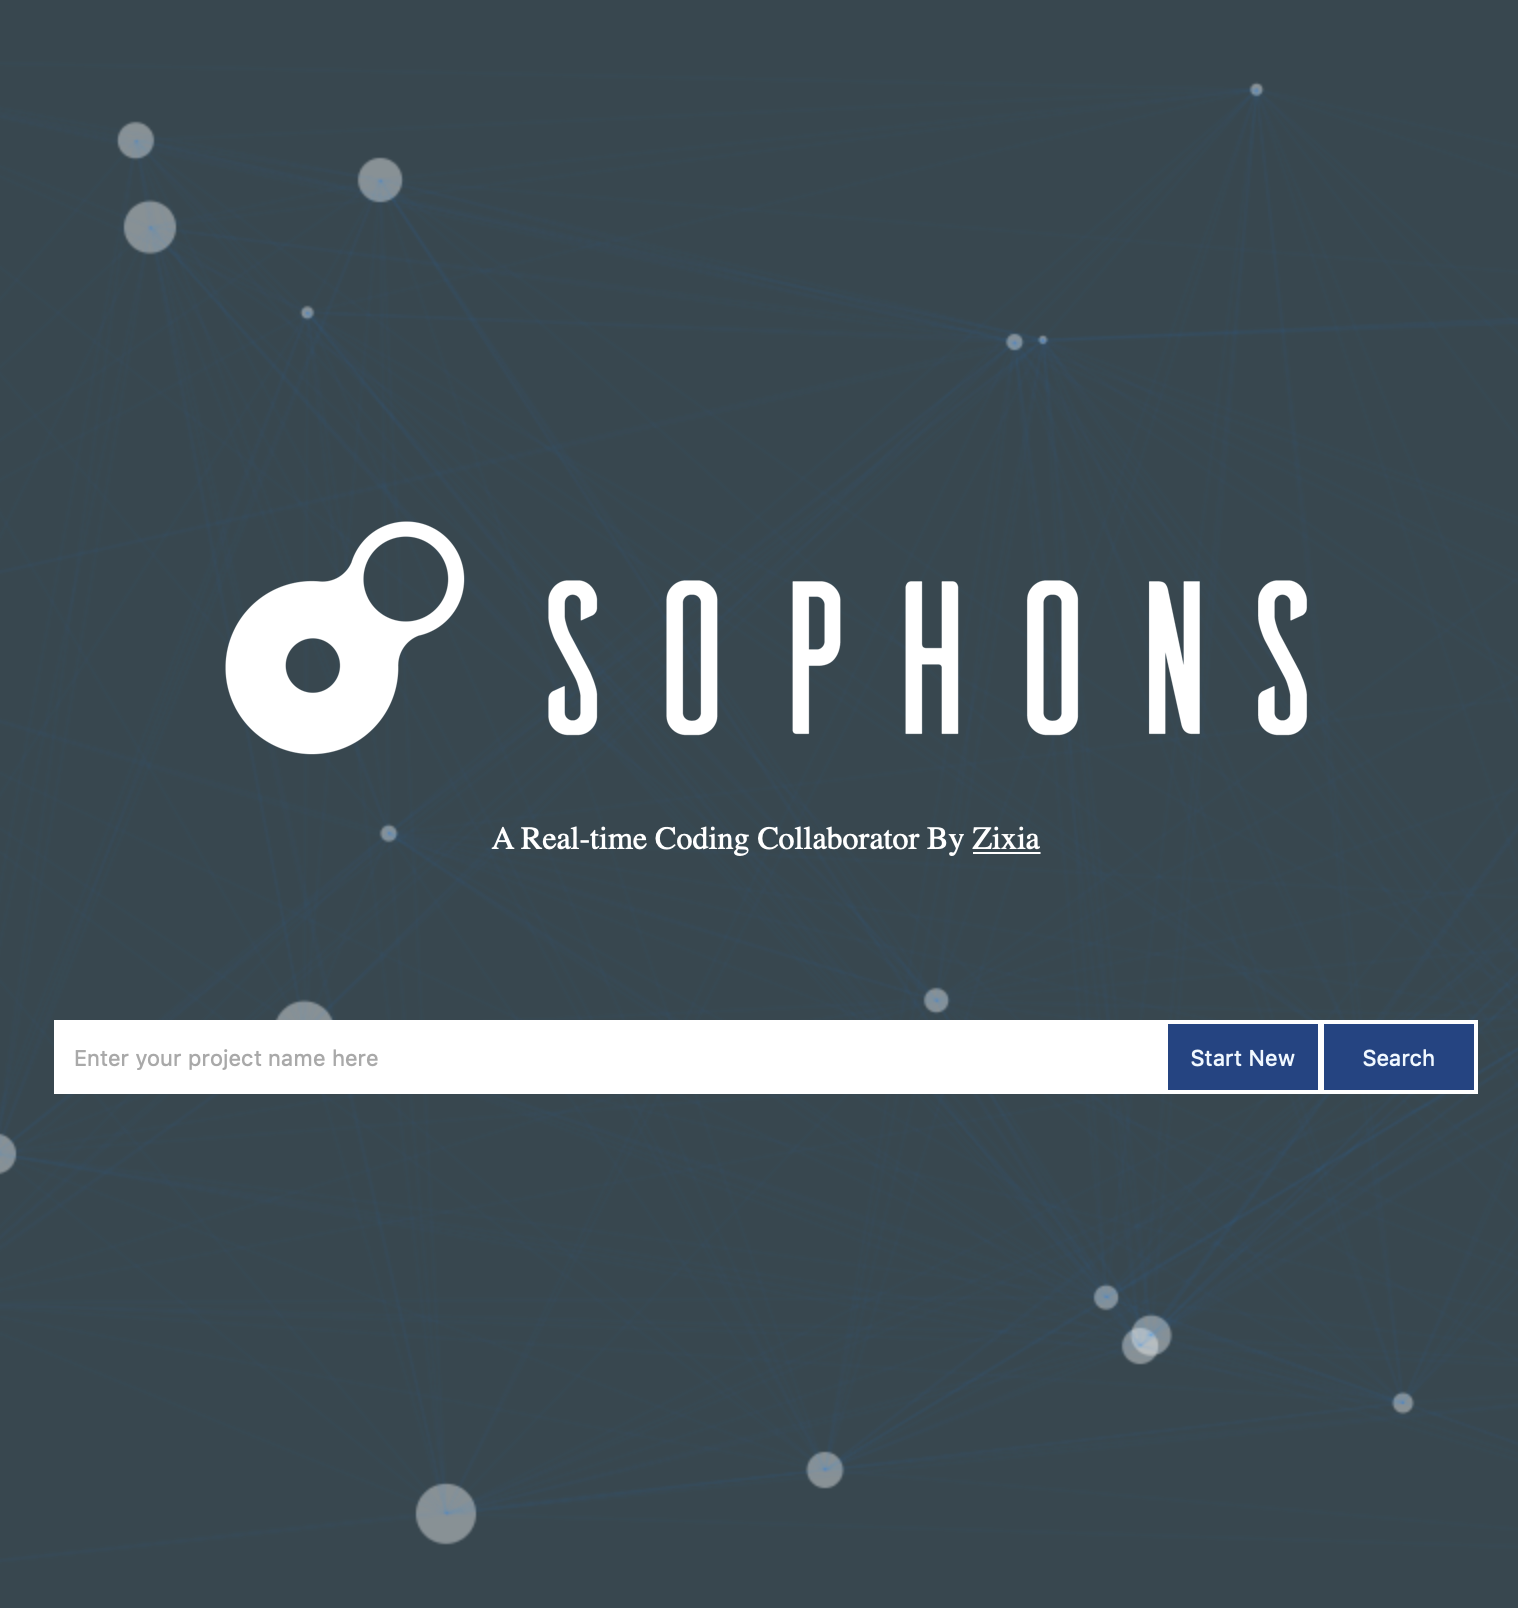 SOPHONS
A Real-time Coding Collaborator By Zixia
Enter your project name here
Start New
Search